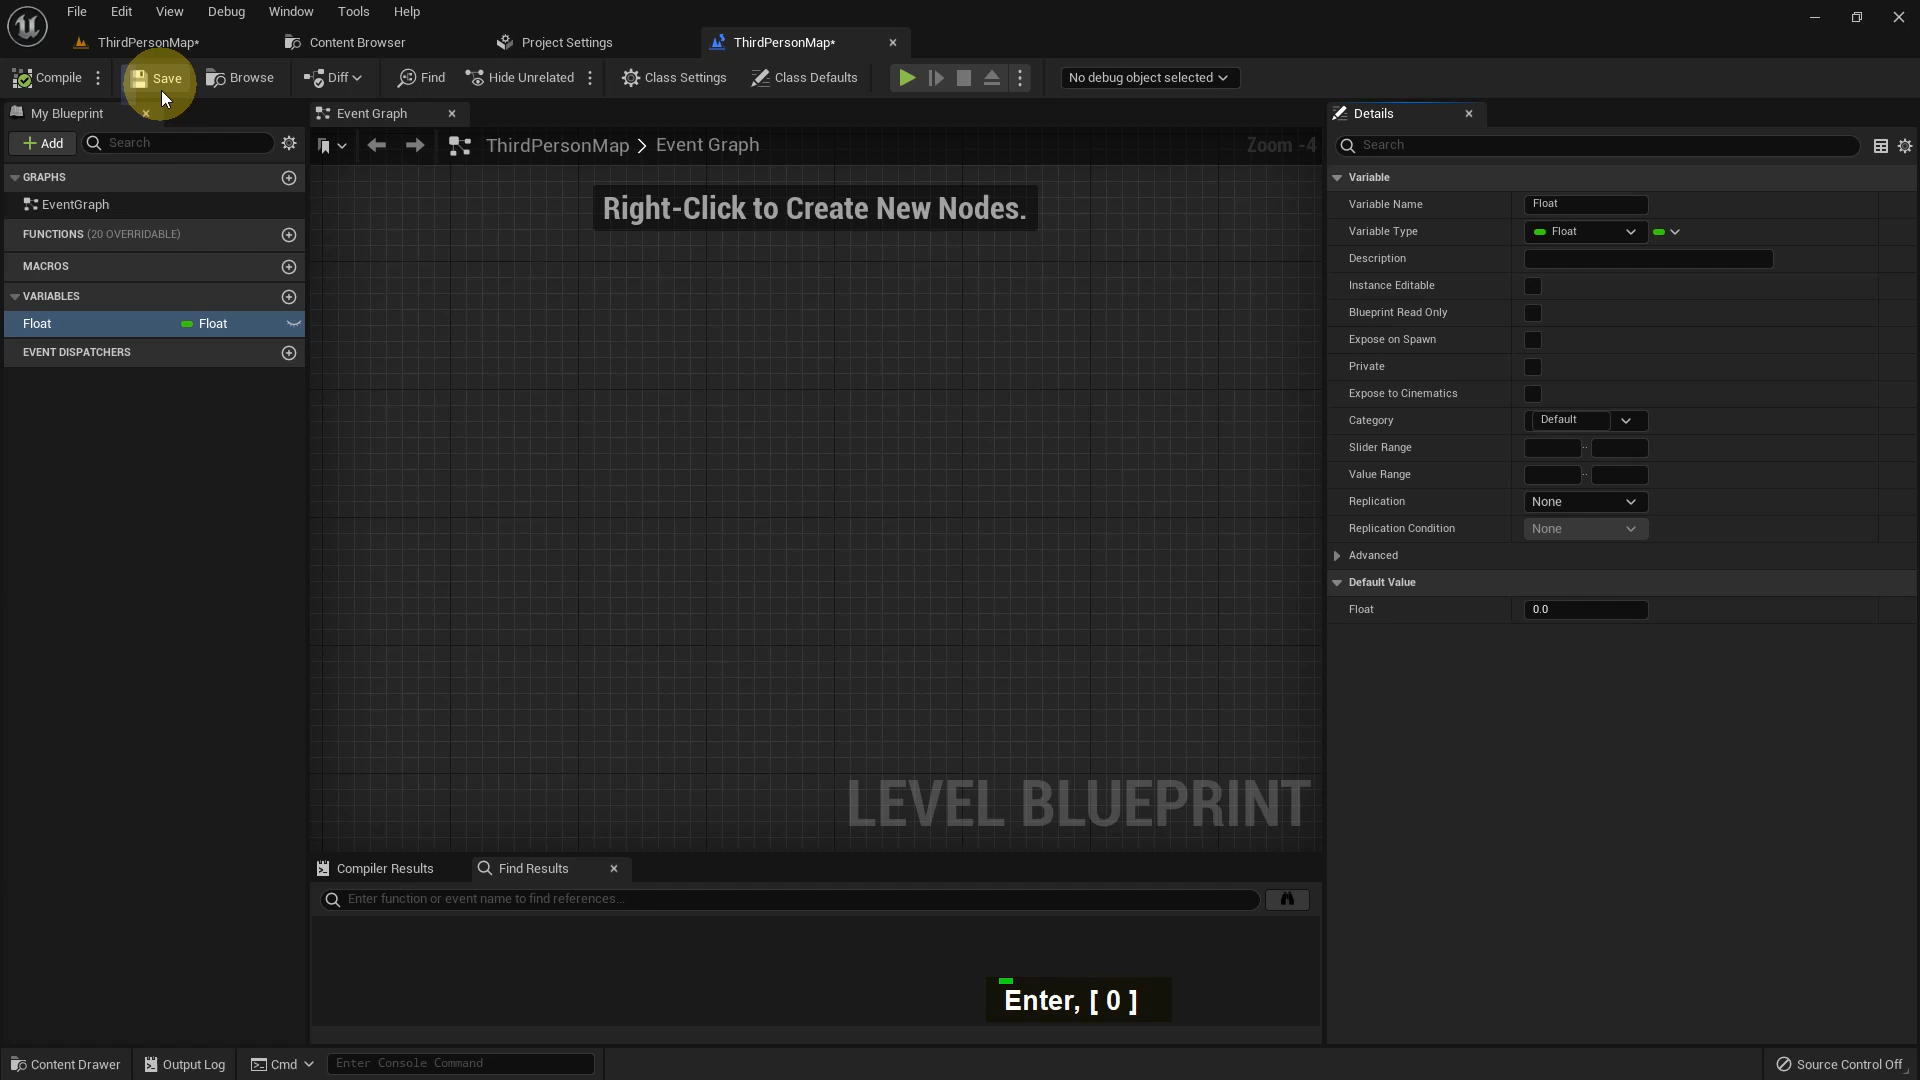 File Edit View Debug Window Tools Help
ThirdPersonMap* Content Browser Project Settings ThirdPersonMap*
Compile Save Browse Diff Find Hide Unrelated Class Settings Class Defaults No debug object selected
My Blueprint Event Graph Details
Add Search ThirdPersonMap > Event Graph Zoom -4 Search
GRAPHS
EventGraph
FUNCTIONS (20 OVERRIDABLE)
MACROS
VARIABLES
Float Float
EVENT DISPATCHERS
Right-Click to Create New Nodes.
LEVEL BLUEPRINT
Variable
Variable Name Float
Variable Type Float
Description
Instance Editable
Blueprint Read Only
Expose on Spawn
Private
Expose to Cinematics
Category Default
Slider Range ..
Value Range ..
Replication None
Replication Condition None
Advanced
Default Value
Float 0.0
Compiler Results Find Results
Enter function or event name to find references...
Enter, [ 0 ]
Content Drawer Output Log Cmd Enter Console Command Source Control Off